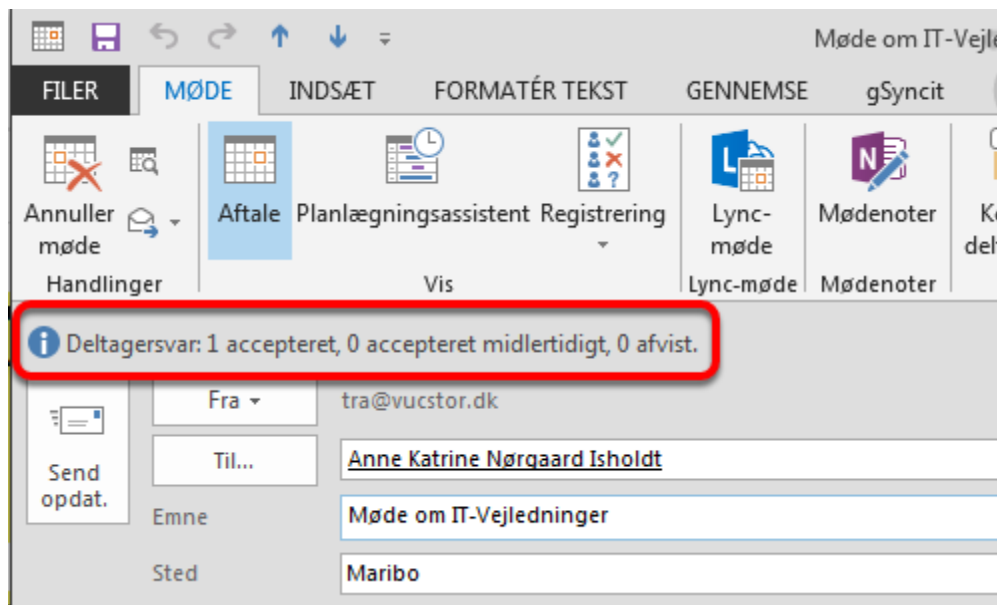 Møde om IT-Vejle
FILER MØDE INDSÆT FORMATÉR TEKST GENNEMSE gSyncit
Annuller møde
Aftale
Planlægningsassistent
Registrering
Lync-møde
Mødenoter
Handlinger Vis Lync-møde Mødenoter
Deltagersvar: 1 accepteret, 0 accepteret midlertidigt, 0 afvist.
Fra tra@vucstor.dk
Send opdat.
Til... Anne Katrine Nørgaard Isholdt
Emne Møde om IT-Vejledninger
Sted Maribo